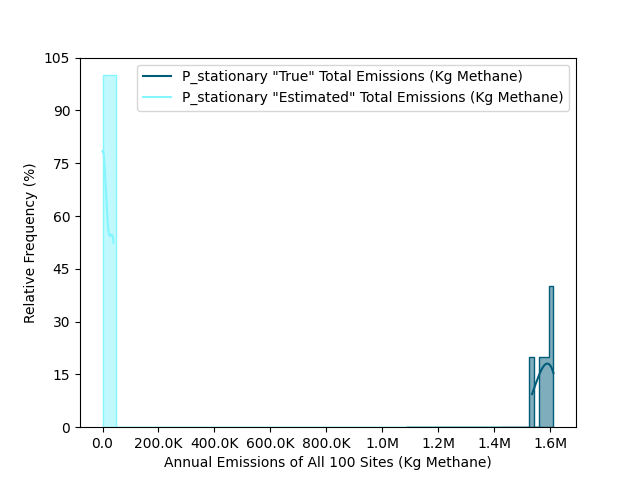 P_stationary "True" Total Emissions (Kg Methane)
P_stationary "Estimated" Total Emissions (Kg Methane)
Relative Frequency (%)
105
90
75
60
45
30
15
0
0.0 200.0K 400.0K 600.0K 800.0K 1.0M 1.2M 1.4M 1.6M
Annual Emissions of All 100 Sites (Kg Methane)